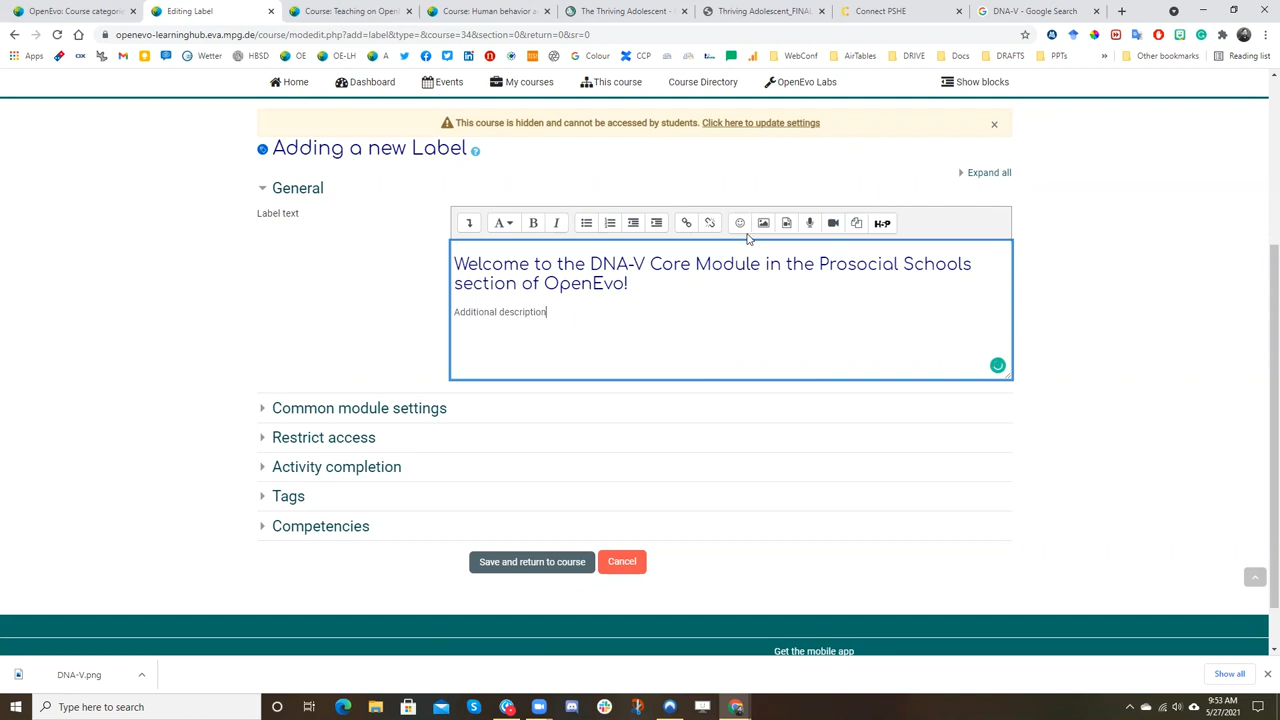 OpenEvo: Course categorie
Editing Label
Course: Teaching on OpenE
Course: Human behavior a
The Thriving Adolescent -
Thriving Adolescent_FINAL
Connect PSHE
DNA-V - Google Search
openevo-learninghub.eva.mpg.de/course/modedit.php?add=label&type=&course=34&section=0&return=0&sr=0
Apps
Wetter
HBSD
OE
OE-LH
A
Colour
CCP
WebConf
AirTables
DRIVE
Docs
DRAFTS
PPTs
Other bookmarks
Reading list
Home
Dashboard
Events
My courses
This course
Course Directory
OpenEvo Labs
Show blocks
This course is hidden and cannot be accessed by students. Click here to update settings
Adding a new Label
Expand all
General
Label text
A
B
I
H-P
Welcome to the DNA-V Core Module in the Prosocial Schools
section of OpenEvo!
Additional description
Common module settings
Restrict access
Activity completion
Tags
Competencies
Save and return to course
Cancel
Get the mobile app
DNA-V.png
Show all
Type here to search
9:53 AM
5/27/2021